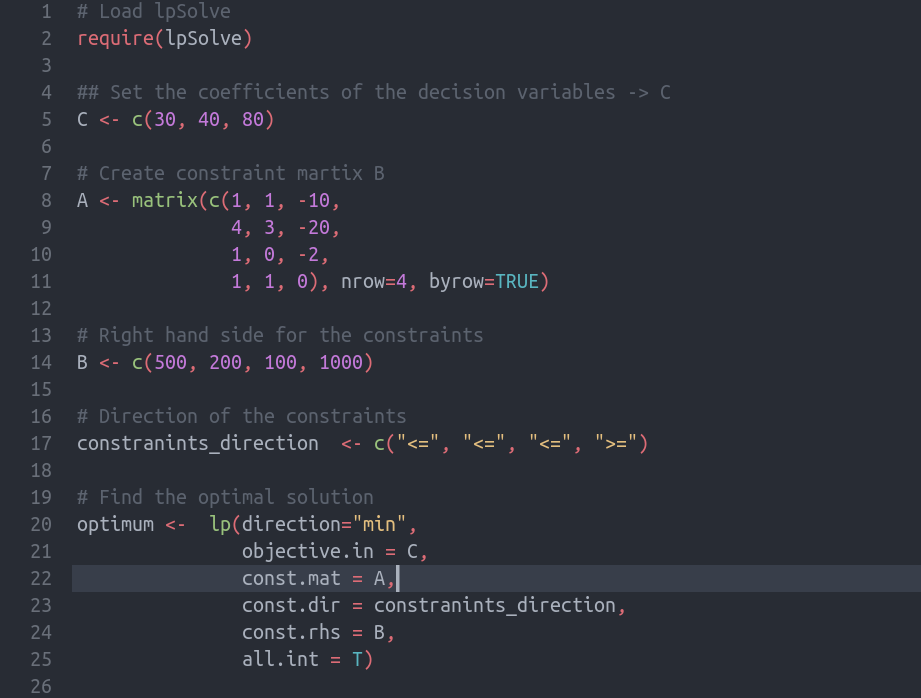 1 # Load lpSolve
2 require(lpSolve)
3
4 ## Set the coefficients of the decision variables -> C
5 C <- c(30, 40, 80)
6
7 # Create constraint martix B
8 A <- matrix(c(1, 1, -10,
9 4, 3, -20,
10 1, 0, -2,
11 1, 1, 0), nrow=4, byrow=TRUE)
12
13 # Right hand side for the constraints
14 B <- c(500, 200, 100, 1000)
15
16 # Direction of the constraints
17 constranints_direction  <- c("<=", "<=", "<=", ">=")
18
19 # Find the optimal solution
20 optimum <-  lp(direction="min",
21 objective.in = C,
22 const.mat = A,
23 const.dir = constranints_direction,
24 const.rhs = B,
25 all.int = T)
26